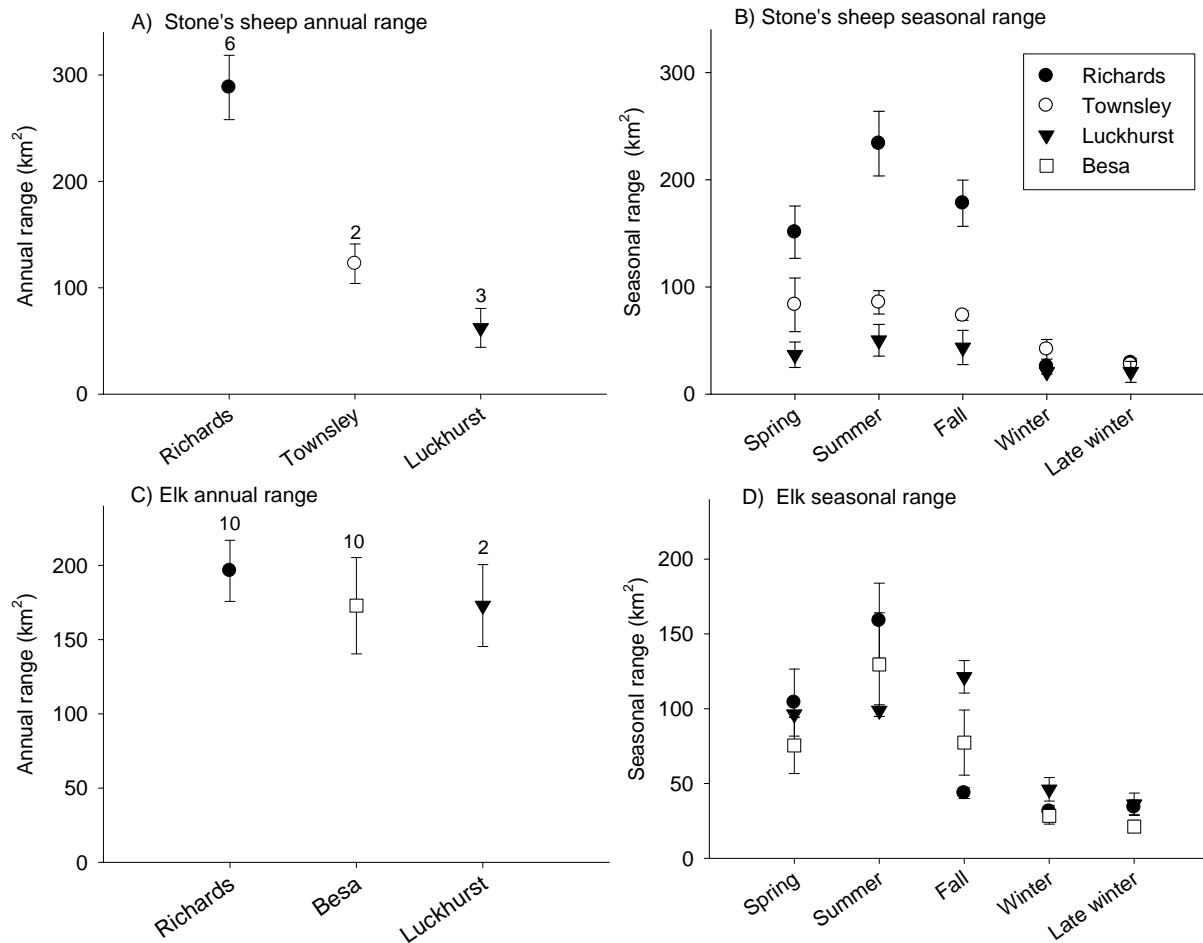 A) Stone's sheep annual range
6
2
3
300
200
100
0
Annual range (km²)
Richards
Townsley
Luckhurst
B) Stone's sheep seasonal range
Richards
Townsley
Luckhurst
Besa
300
200
100
0
Seasonal range (km²)
Spring
Summer
Fall
Winter
Late winter
C) Elk annual range
10
10
2
200
150
100
50
0
Annual range (km²)
Richards
Besa
Luckhurst
D) Elk seasonal range
200
150
100
50
0
Seasonal range (km²)
Spring
Summer
Fall
Winter
Late winter